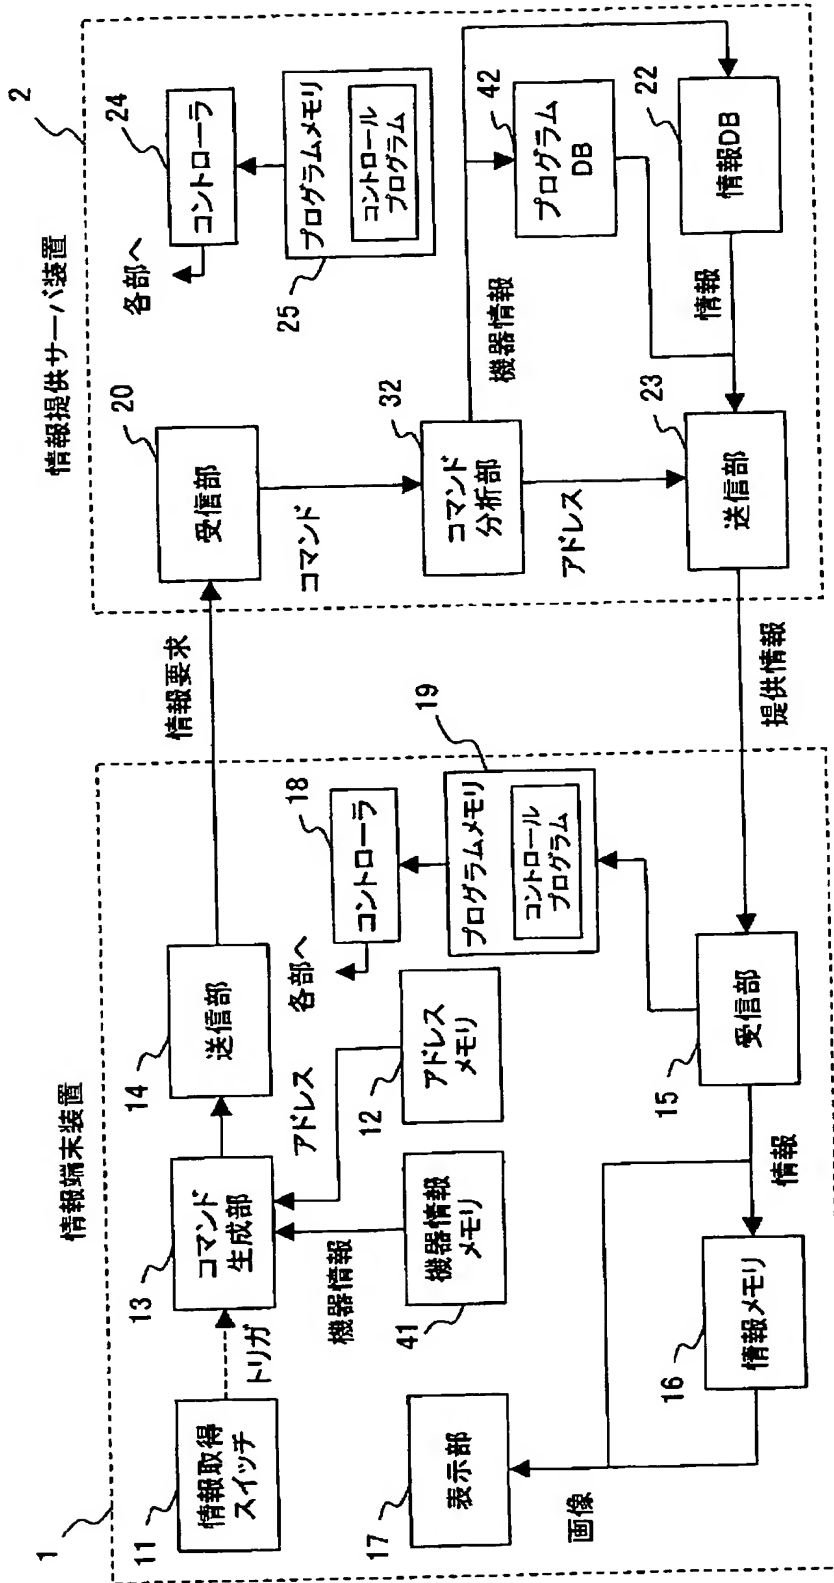 1
情報端末装置
11
情報取得
スイッチ
トリガ
13
コマンド
生成部
14
送信部
情報要求
機器情報
アドレス
41
機器情報
メモリ
12
アドレス
メモリ
各部へ
18
コントローラ
19
プログラムメモリ
コントロール
プログラム
17
表示部
画像
16
情報メモリ
情報
15
受信部
提供情報
2
情報提供サーバ装置
20
受信部
コマンド
各部へ
24
コントローラ
25
プログラムメモリ
コントロール
プログラム
32
コマンド
分析部
機器情報
アドレス
42
プログラム
DB
23
送信部
情報
22
情報DB